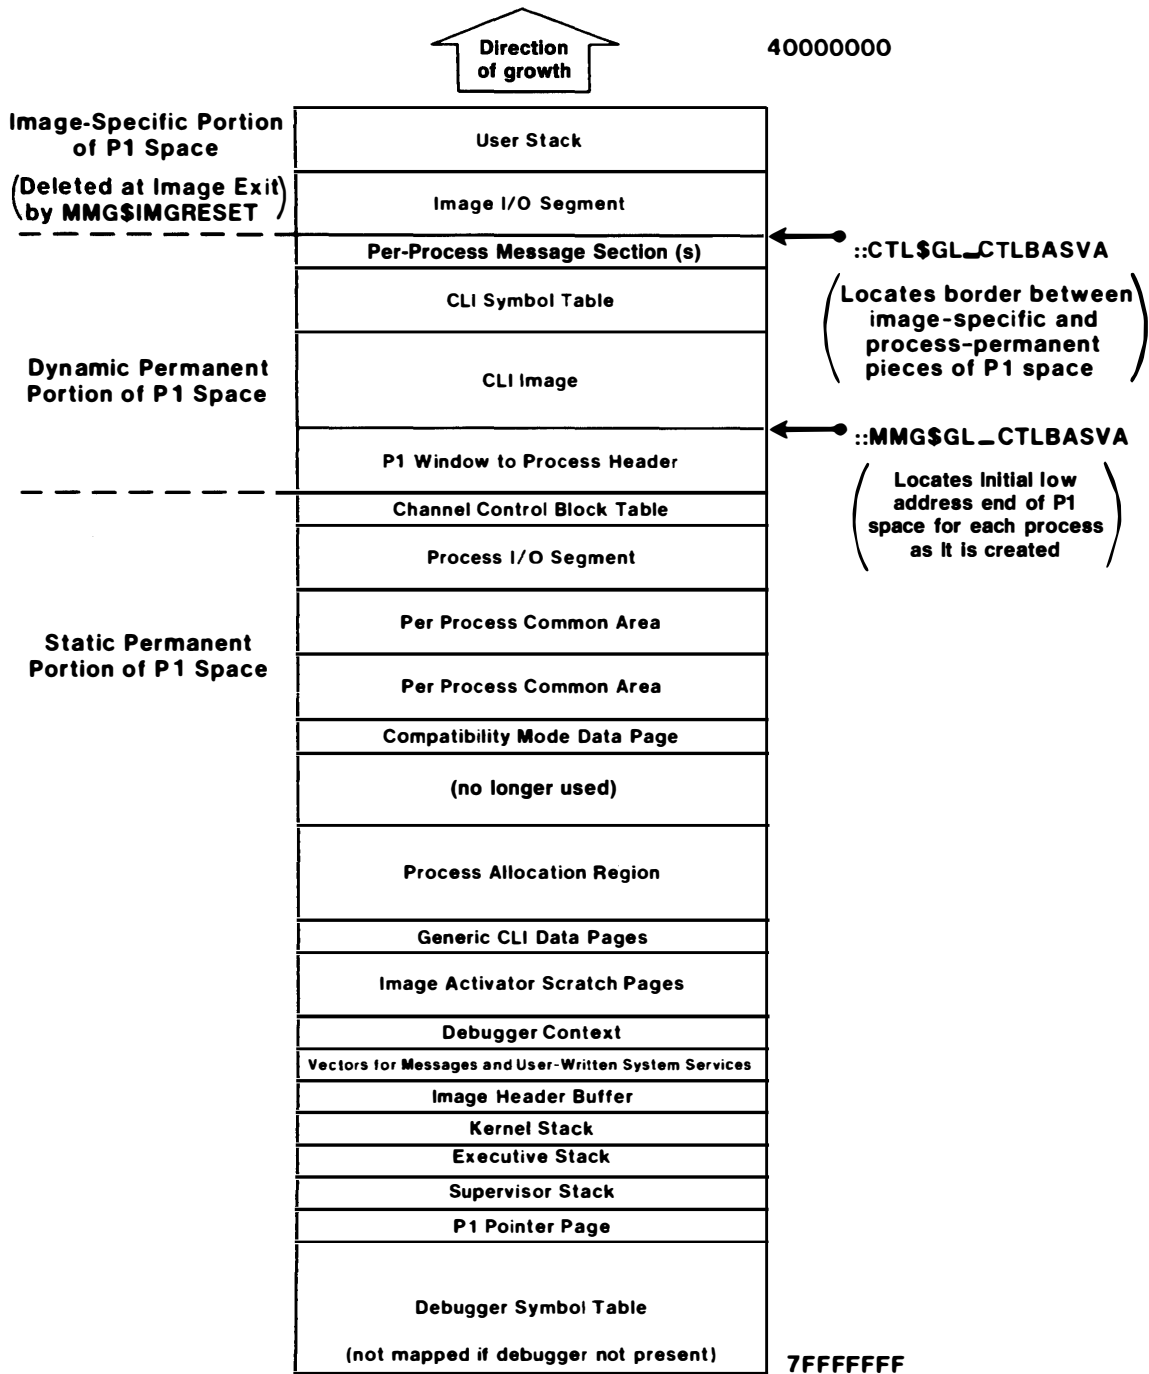 Direction
of growth
40000000
Image-Specific Portion
of P1 Space
(Deleted at Image Exit
by MMG$IMGRESET)
User Stack
Image I/O Segment
Per-Process Message Section (s)
::CTL$GL_CTLBASVA
(Locates border between
image-specific and
process-permanent
pieces of P1 space)
CLI Symbol Table
CLI Image
Dynamic Permanent
Portion of P1 Space
::MMG$GL_CTLBASVA
(Locates Initial low
address end of P1
space for each process
as It is created)
P1 Window to Process Header
Channel Control Block Table
Process I/O Segment
Per Process Common Area
Static Permanent
Portion of P1 Space
Per Process Common Area
Compatibility Mode Data Page
(no longer used)
Process Allocation Region
Generic CLI Data Pages
Image Activator Scratch Pages
Debugger Context
Vectors for Messages and User-Written System Services
Image Header Buffer
Kernel Stack
Executive Stack
Supervisor Stack
P1 Pointer Page
Debugger Symbol Table
(not mapped if debugger not present)
7FFFFFFF